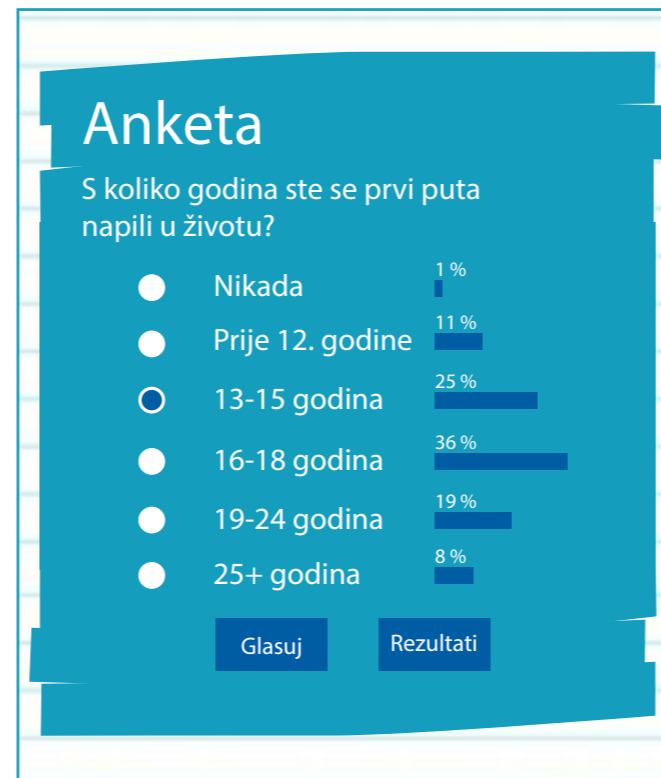 Anketa
S koliko godina ste se prvi puta
napili u životu?
Nikada
1 %
Prije 12. godine
11 %
13-15 godina
25 %
16-18 godina
36 %
19-24 godina
19 %
25+ godina
8 %
Glasuj
Rezultati